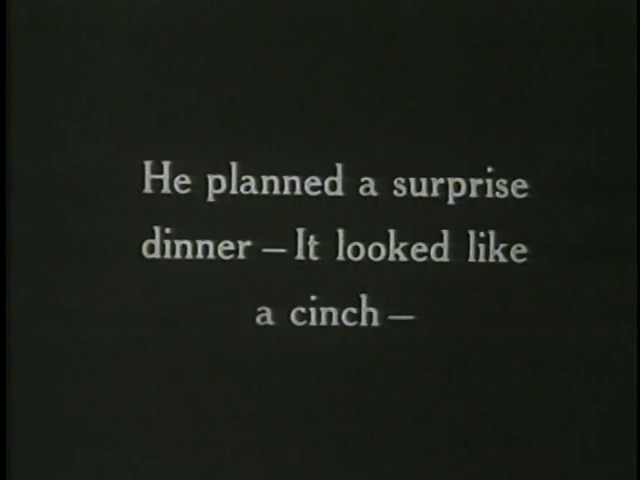 He planned a surprise
dinner — It looked like
a cinch —